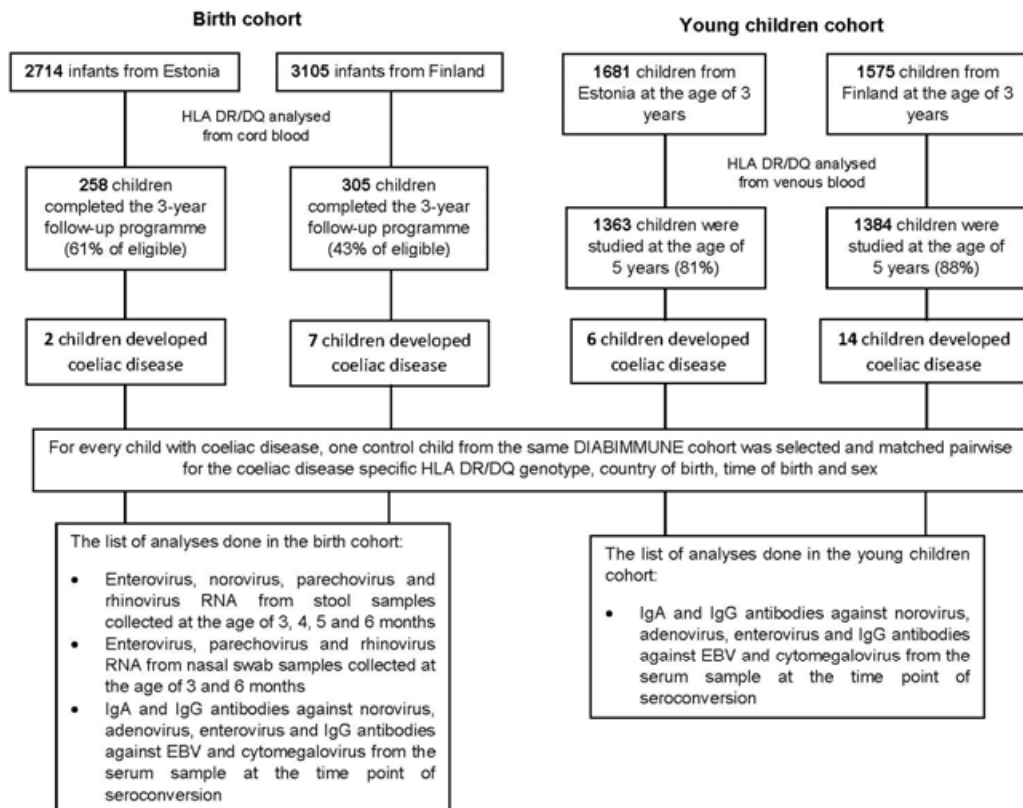 Birth cohort
Young children cohort
2714 infants from Estonia
3105 infants from Finland
1681 children from
Estonia at the age of 3
years
1575 children from
Finland at the age of 3
years
HLA DR/DQ analysed
from cord blood
HLA DR/DQ analysed
from venous blood
258 children
completed the 3-year
follow-up programme
(61% of eligible)
305 children
completed the 3-year
follow-up programme
(43% of eligible)
1363 children were
studied at the age of
5 years (81%)
1384 children were
studied at the age of
5 years (88%)
2 children developed
coeliac disease
7 children developed
coeliac disease
6 children developed
coeliac disease
14 children developed
coeliac disease
For every child with coeliac disease, one control child from the same DIABIMMUNE cohort was selected and matched pairwise
for the coeliac disease specific HLA DR/DQ genotype, country of birth, time of birth and sex
The list of analyses done in the birth cohort:
• Enterovirus, norovirus, parechovirus and
rhinovirus RNA from stool samples
collected at the age of 3, 4, 5 and 6 months
• Enterovirus, parechovirus and rhinovirus
RNA from nasal swab samples collected at
the age of 3 and 6 months
• IgA and IgG antibodies against norovirus,
adenovirus, enterovirus and IgG antibodies
against EBV and cytomegalovirus from the
serum sample at the time point of
seroconversion
The list of analyses done in the young children
cohort:
• IgA and IgG antibodies against norovirus,
adenovirus, enterovirus and IgG antibodies
against EBV and cytomegalovirus from the
serum sample at the time point of
seroconversion